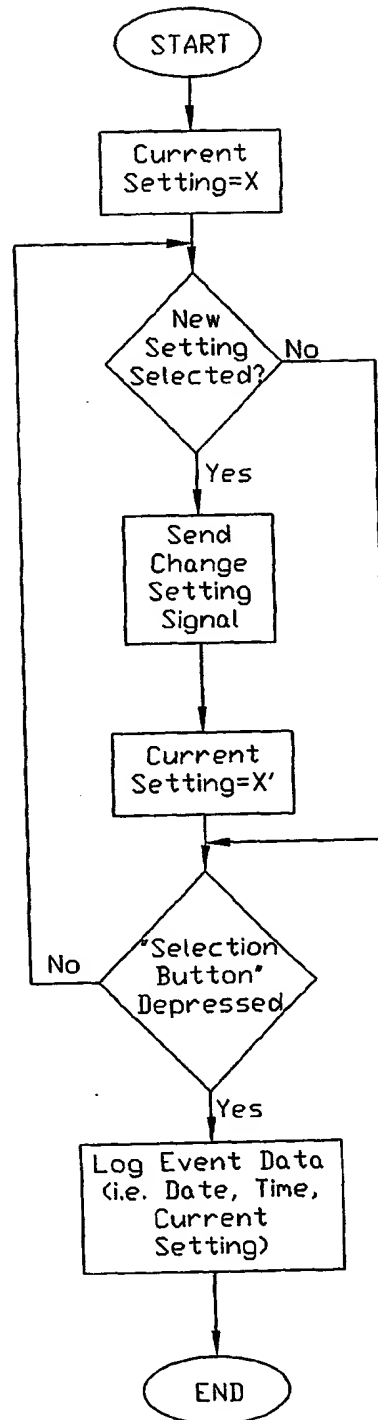 START
Current
Setting=X
New
Setting
Selected?
No
Yes
Send
Change
Setting
Signal
Current
Setting=X'
"Selection
Button"
Depressed
No
Yes
Log Event Data
(i.e. Date, Time,
Current
Setting)
END